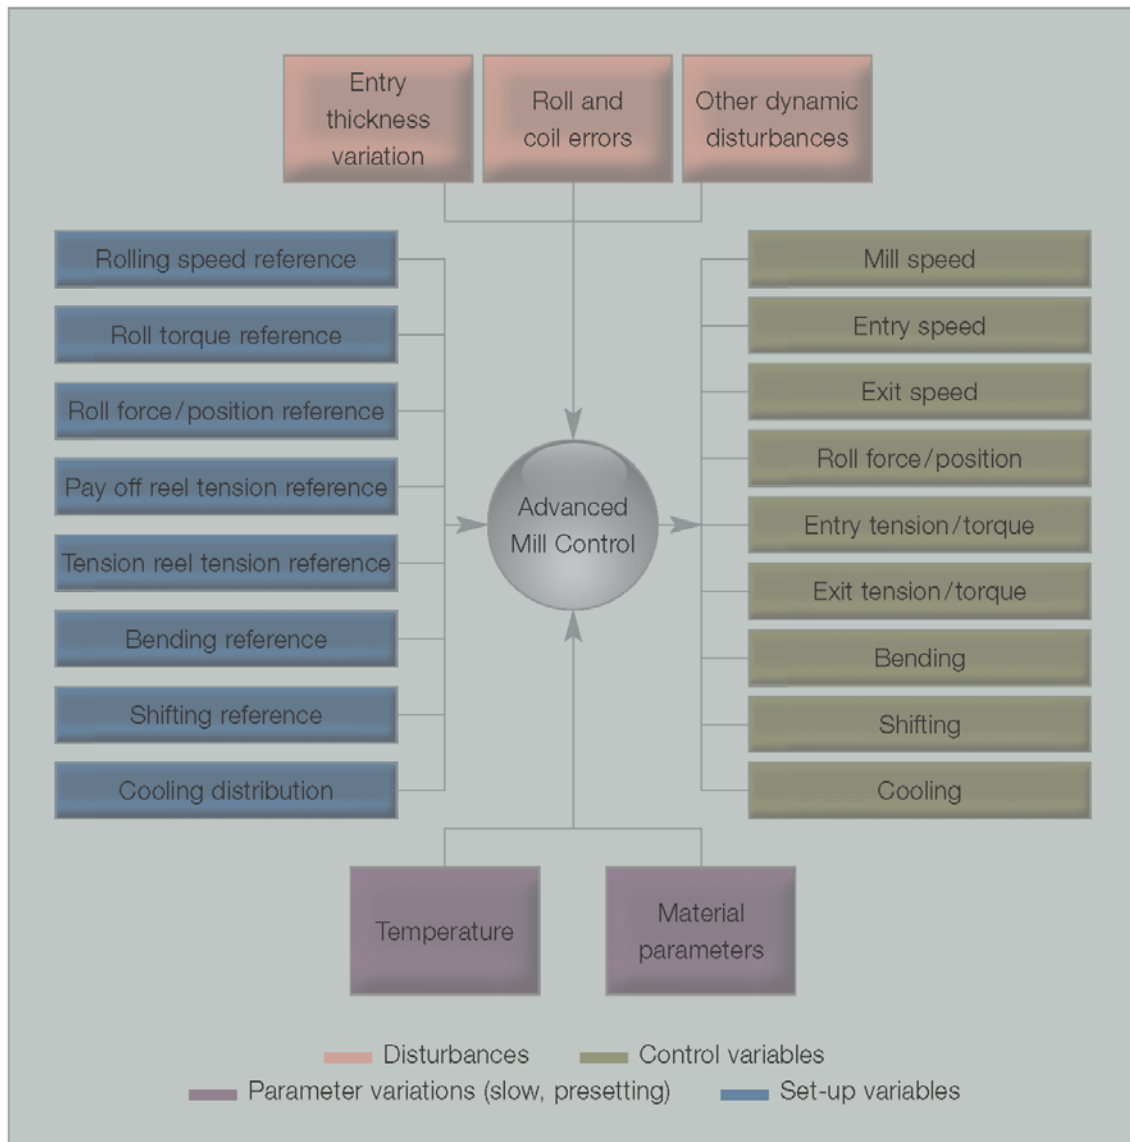 Entry
thickness
variation
Roll and
coil errors
Other dynamic
disturbances
Rolling speed reference
Roll torque reference
Roll force/position reference
Pay off reel tension reference
Tension reel tension reference
Bending reference
Shifting reference
Cooling distribution
Advanced
Mill Control
Mill speed
Entry speed
Exit speed
Roll force/position
Entry tension/torque
Exit tension/torque
Bending
Shifting
Cooling
Temperature
Material
parameters
Disturbances
Control variables
Parameter variations (slow, presetting)
Set-up variables